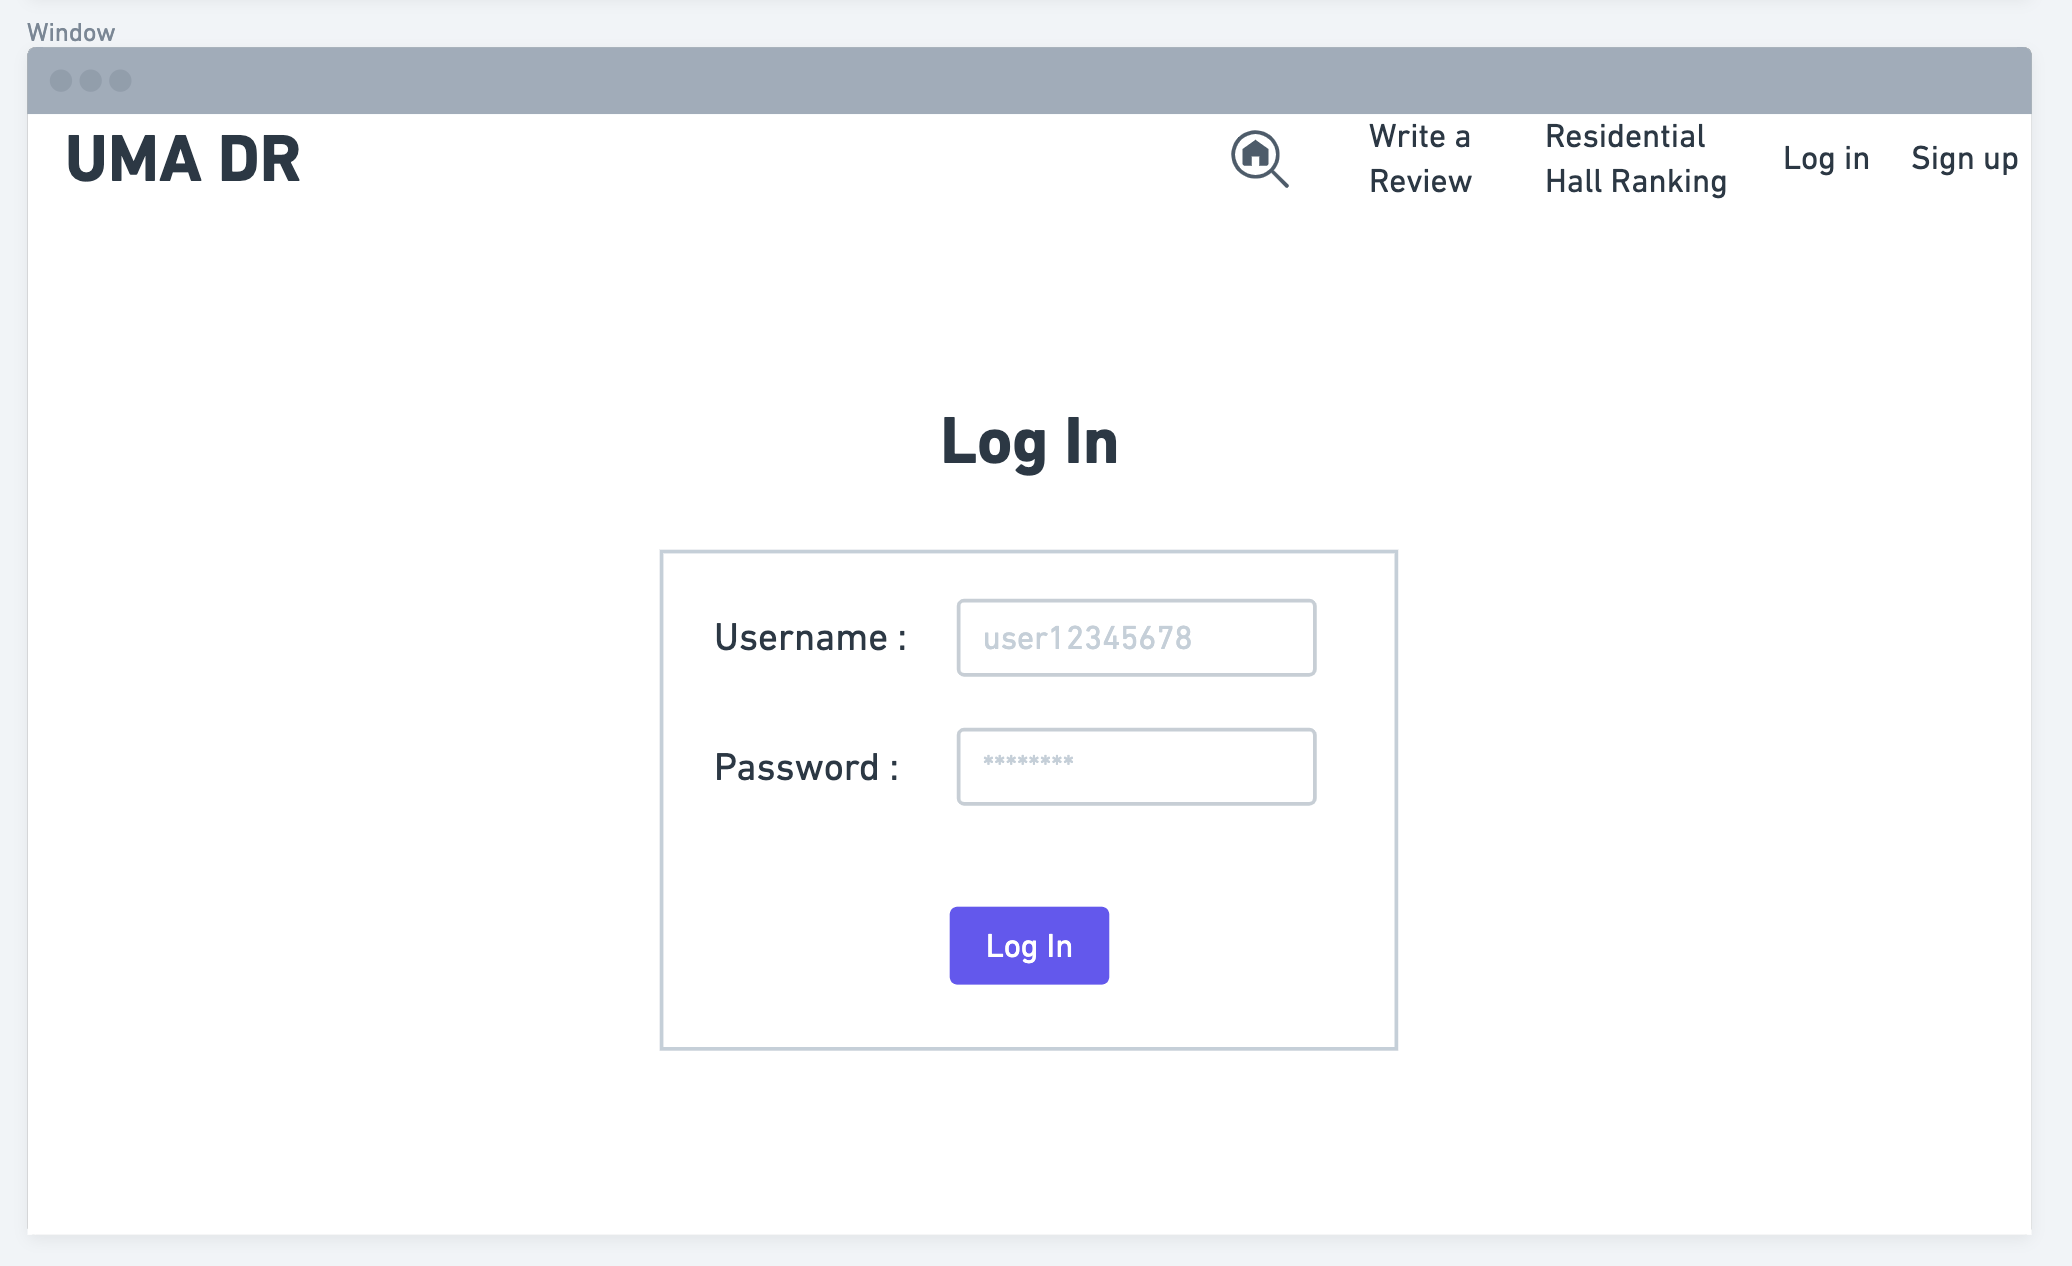 Window
UMA DR
Write a
Review
Residential
Hall Ranking
Log in
Sign up
Log In
Username :
user12345678
Password :
********
Log In